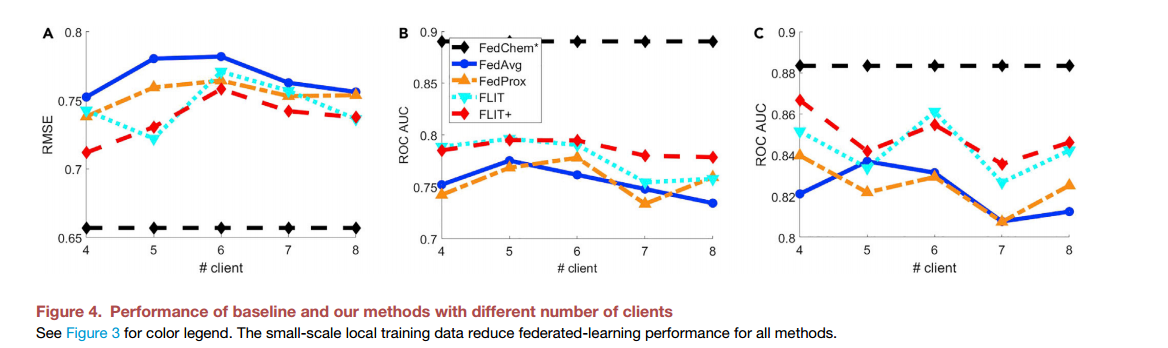 A
0.8
0.75
0.7
0.65
RMSE
4 5 6 7 8
# client
B
0.9
0.85
0.8
0.75
0.7
ROC AUC
FedChem*
FedAvg
FedProx
FLIT
FLIT+
4 5 6 7 8
# client
C
0.9
0.88
0.86
0.84
0.82
0.8
ROC AUC
4 5 6 7 8
# client
Figure 4. Performance of baseline and our methods with different number of clients
See Figure 3 for color legend. The small-scale local training data reduce federated-learning performance for all methods.